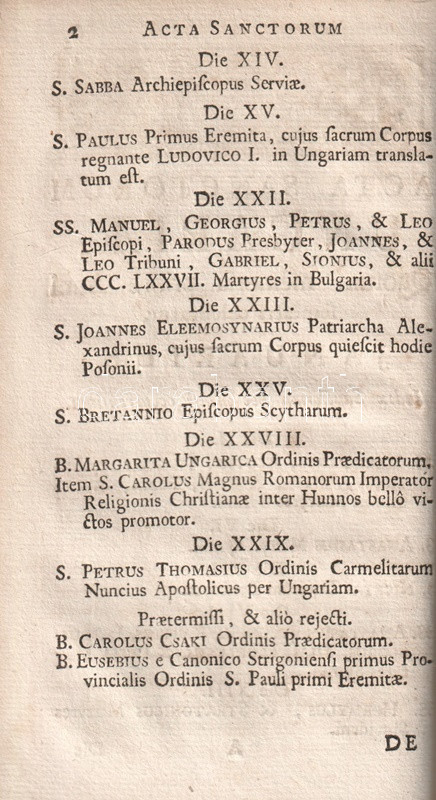 2 ACTA SANCTORUM
Die XIV.
S. SABBA Archiepiſcopus Serviæ.
Die XV.
S. PAULUS Primus Eremita, cujus ſacrum Corpus
regnante LUDOVICO I. in Ungariam transla-
tum eſt.
Die XXII.
SS. MANUEL, GEORGIUS, PETRUS, & LEO
Epiſcopi, PARODUS Presbyter, JOANNES, &
LEO Tribuni, GABRIEL, SIONIUS, & alii
CCC. LXXVII. Martyres in Bulgaria.
Die XXIII.
S. JOANNES ELEEMOSYNARIUS Patriarcha Ale-
xandrinus, cujus ſacrum Corpus quieſcit hodie
Poſonii.
Die XXV.
S. BRETANNIO Epiſcopus Scytharum.
Die XXVIII.
B. MARGARITA UNGARICA Ordinis Prædicatorum,
Item S. CAROLUS Magnus Romanorum Imperator
Religionis Chriſtianæ inter Hunnos bellô vi-
ctos promotor.
Die XXIX.
S. PETRUS THOMASIUS Ordinis Carmelitarum
Nuncius Apoſtolicus per Ungariam.
Prætermiſſi, & aliò rejecti.
B. CAROLUS CSAKI Ordinis Prædicatorum.
B. EUSEBIUS e Canonico Strigonienſi primus Pro-
vincialis Ordinis S. Pauli primi Eremitæ.
DE